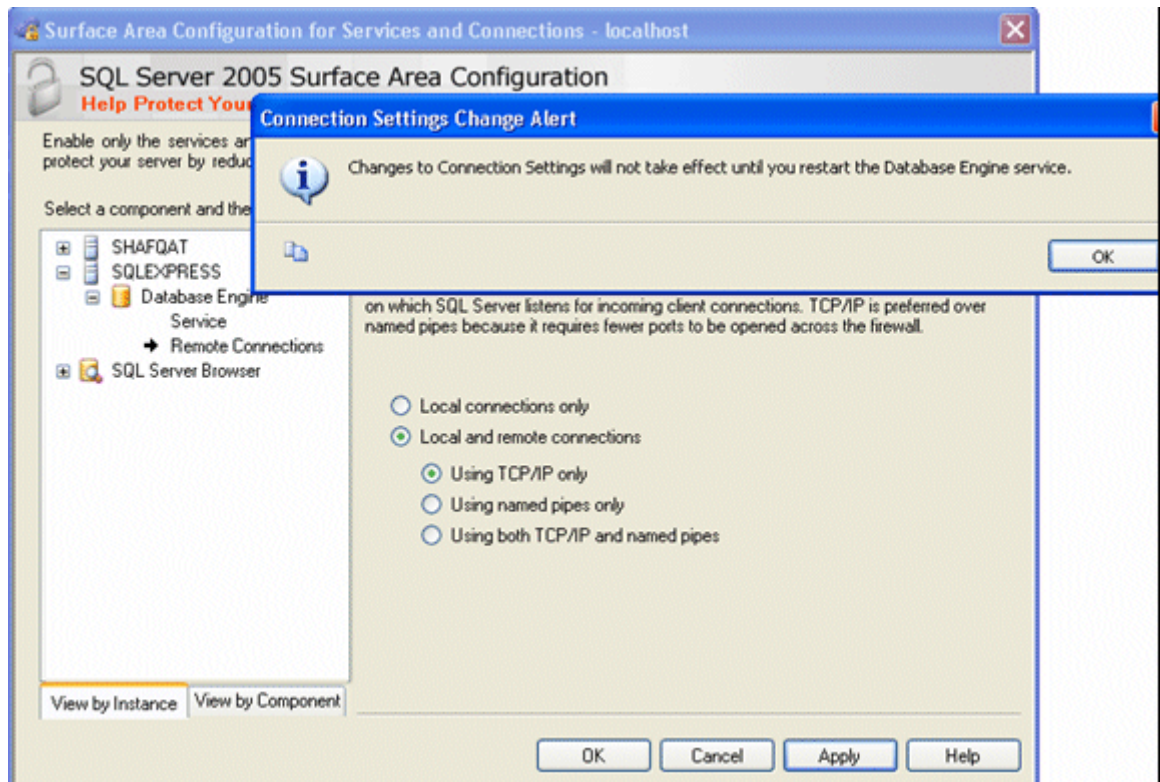 Surface Area Configuration for Services and Connections - localhost
SQL Server 2005 Surface Area Configuration
Help Protect Your
Connection Settings Change Alert
Enable only the services
protect your server by
Changes to Connection Settings will not take effect until you restart the Database Engine service.
Select a component and the
OK
SHAFQAT
SQLEXPRESS
Database Engine
Service
Remote Connections
SQL Server Browser
on which SQL Server listens for incoming client connections. TCP/IP is preferred over
named pipes because it requires fewer ports to be opened across the firewall.
Local connections only
Local and remote connections
Using TCP/IP only
Using named pipes only
Using both TCP/IP and named pipes
View by Instance
View by Component
OK
Cancel
Apply
Help